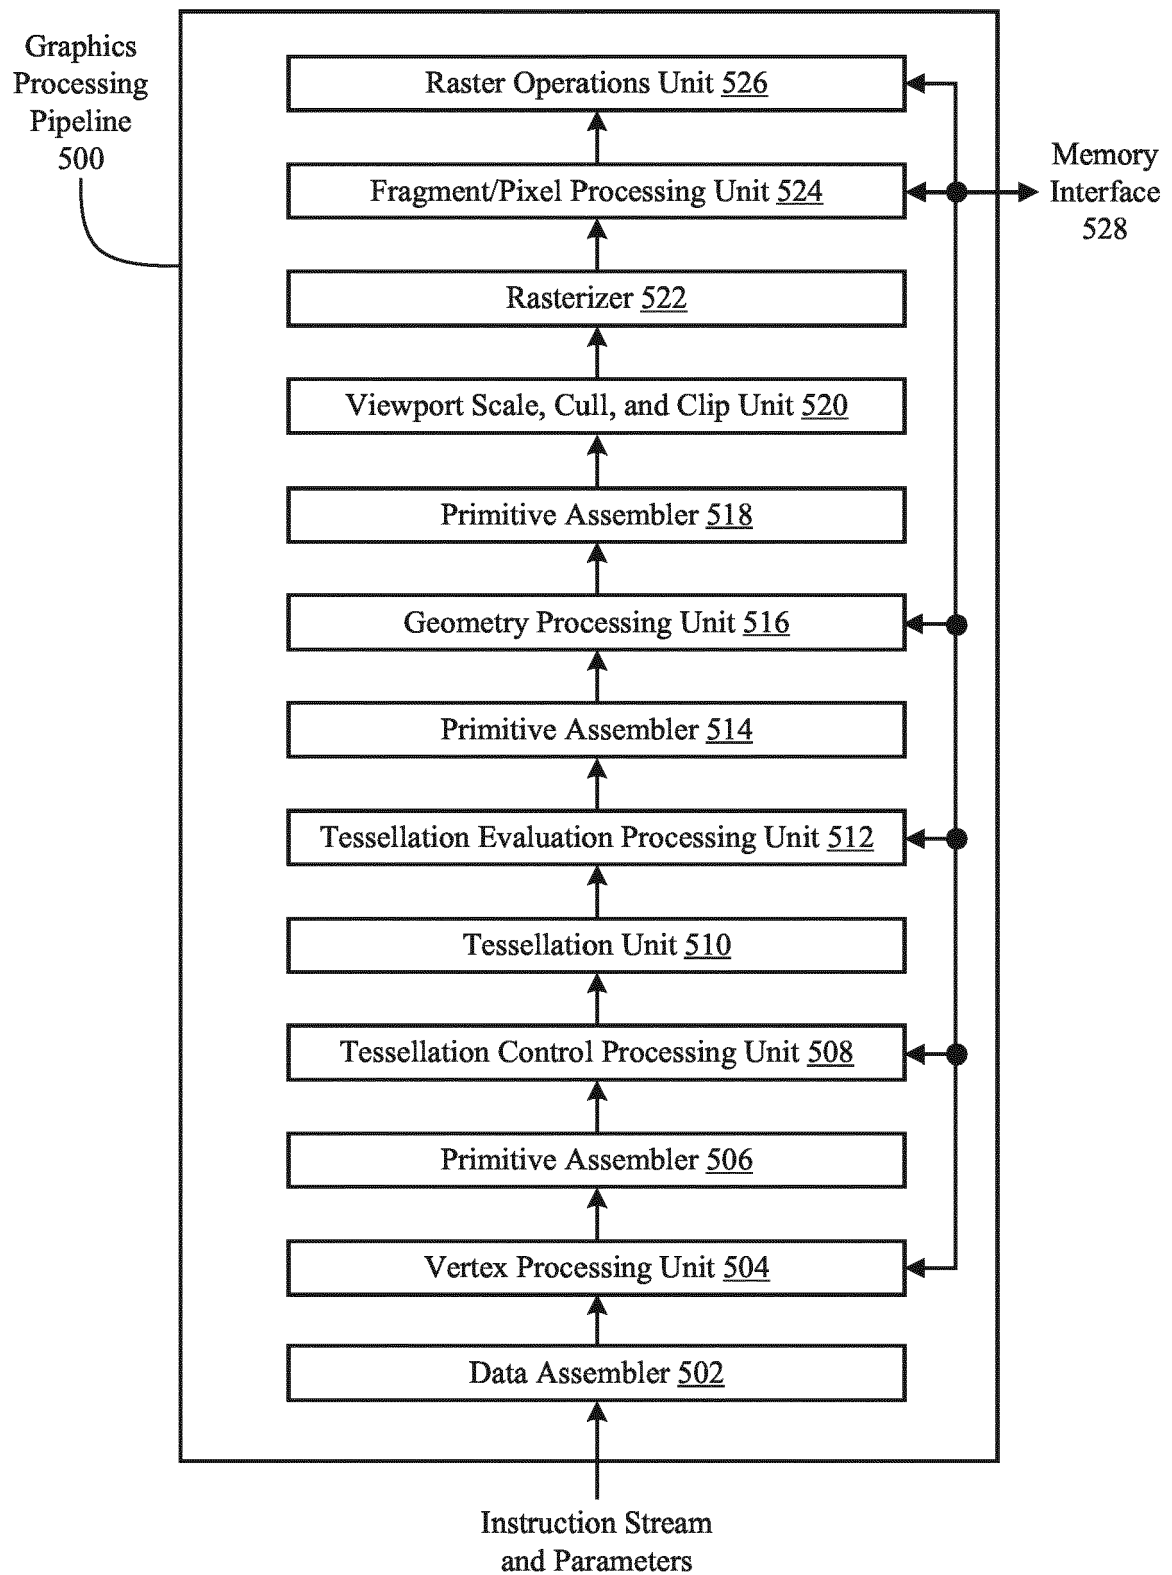 Graphics
Processing
Pipeline
500
Raster Operations Unit 526
Fragment/Pixel Processing Unit 524
Memory
Interface
528
Rasterizer 522
Viewport Scale, Cull, and Clip Unit 520
Primitive Assembler 518
Geometry Processing Unit 516
Primitive Assembler 514
Tessellation Evaluation Processing Unit 512
Tessellation Unit 510
Tessellation Control Processing Unit 508
Primitive Assembler 506
Vertex Processing Unit 504
Data Assembler 502
Instruction Stream
and Parameters